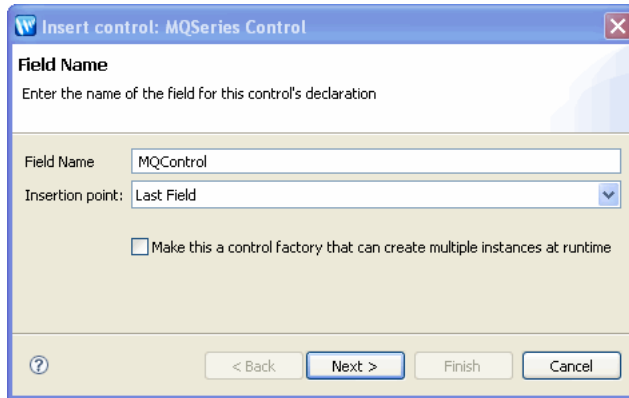 Insert control: MQSeries Control
Field Name
Enter the name of the field for this control's declaration
Field Name MQControl
Insertion point: Last Field
Make this a control factory that can create multiple instances at runtime
? < Back Next > Finish Cancel